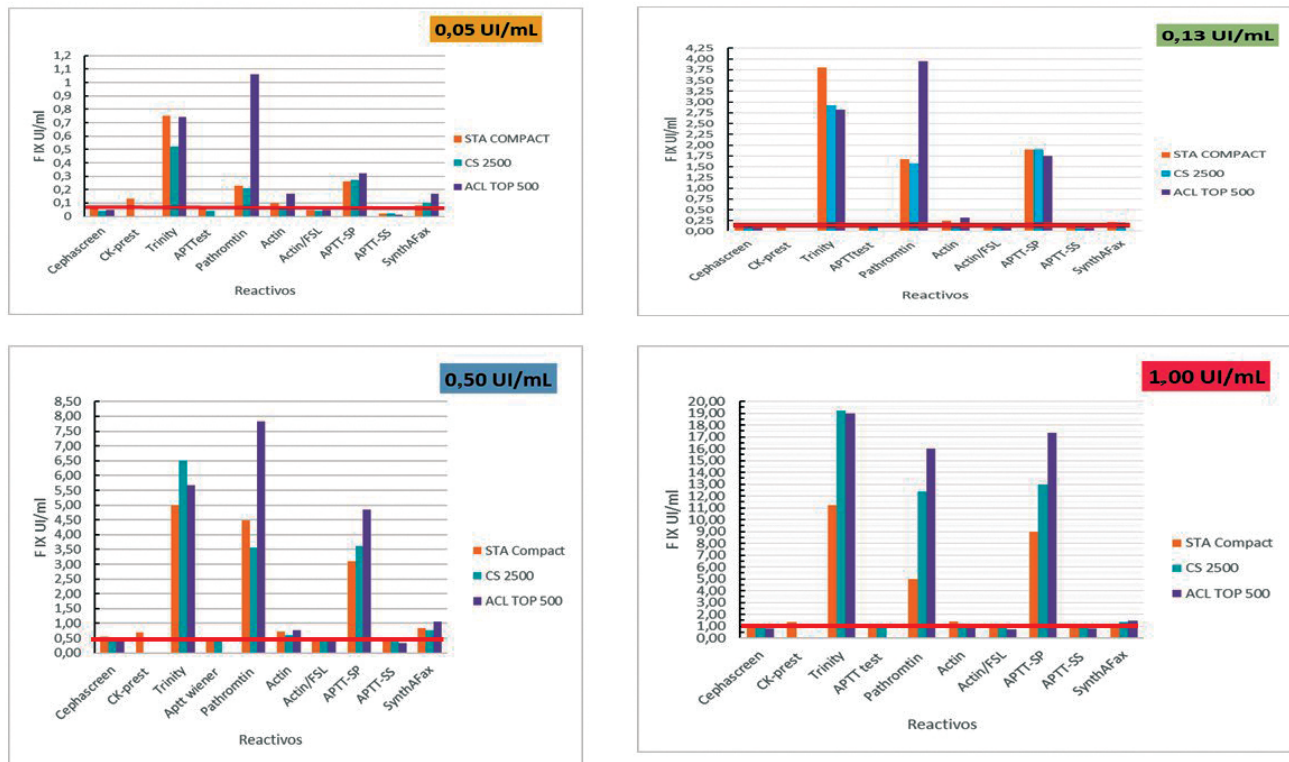 0,05 UI/mL
1,2
1,1
1
0,9
0,8
0,7
0,6
0,5
0,4
0,3
0,2
0,1
0
F IX UI/ml
STA COMPACT
CS 2500
ACL TOP 500
Cephascreen
CK-prest
Trinity
APTTest
Pathromtin
Actin
Actin/FSL
APTT-SP
APTT-SS
SynthAFax
Reactivos
0,13 UI/mL
4,25
4,00
3,75
3,50
3,25
3,00
2,75
2,50
2,25
2,00
1,75
1,50
1,25
1,00
0,75
0,50
0,25
0,00
F IX UI/ml
STA COMPACT
CS 2500
ACL TOP 500
Cephascreen
CK-prest
Trinity
APTTtest
Pathromtin
Actin
Actin/FSL
APTT-SP
APTT-SS
SynthAFax
Reactivos
0,50 UI/mL
8,50
8,00
7,50
7,00
6,50
6,00
5,50
5,00
4,50
4,00
3,50
3,00
2,50
2,00
1,50
1,00
0,50
0,00
F IX UI/ml
STA Compact
CS 2500
ACL TOP 500
Cephascreen
CK-prest
Trinity
Aptt wiener
Pathromtin
Actin
Actin/FSL
APTT-SP
APTT-SS
SynthAFax
Reactivos
1,00 UI/mL
20,00
19,00
18,00
17,00
16,00
15,00
14,00
13,00
12,00
11,00
10,00
9,00
8,00
7,00
6,00
5,00
4,00
3,00
2,00
1,00
0,00
F IX UI/ml
STA Compact
CS 2500
ACL TOP 500
Cephascreen
CK-prest
Trinity
APTT test
Pathromtin
Actin
Actin/FSL
APTT-SP
APTT-SS
SynthAFax
Reactivos